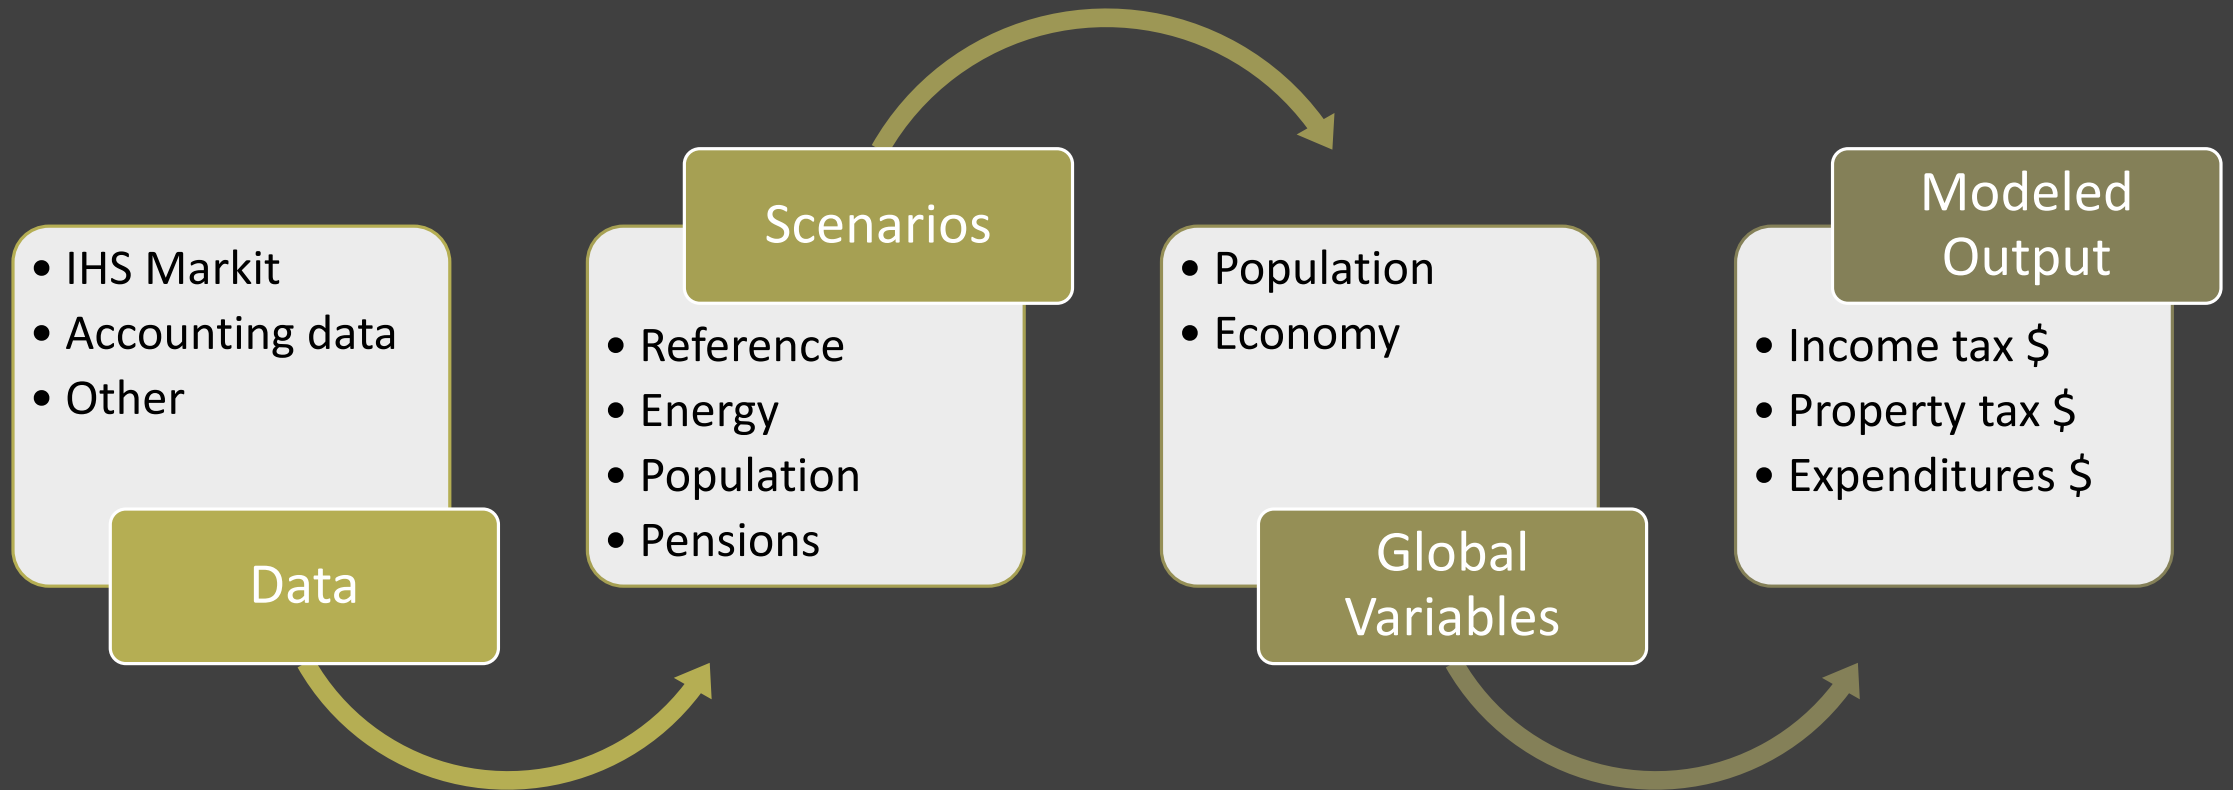 • IHS Markit
• Accounting data
• Other
Data
Scenarios
• Reference
• Energy
• Population
• Pensions
• Population
• Economy
Global
Variables
Modeled
Output
• Income tax $
• Property tax $
• Expenditures $